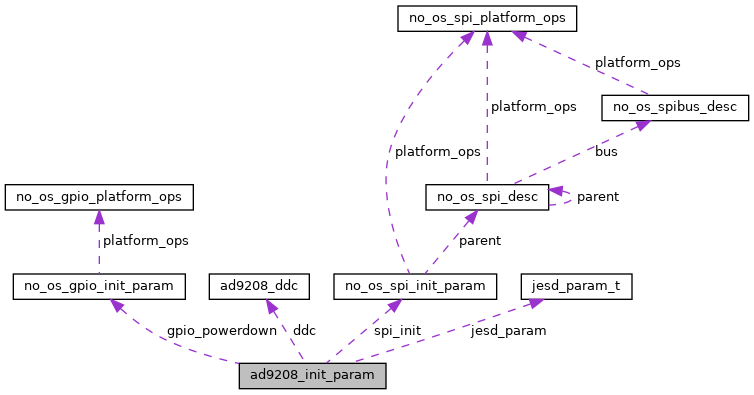 no_os_spi_platform_ops
platform_ops
no_os_spibus_desc
platform_ops
platform_ops
bus
no_os_gpio_platform_ops
no_os_spi_desc
parent
platform_ops
parent
no_os_gpio_init_param
ad9208_ddc
no_os_spi_init_param
jesd_param_t
gpio_powerdown
ddc
spi_init
jesd_param
ad9208_init_param